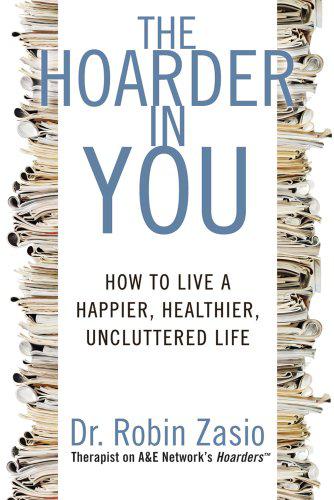 THE
HOARDER
IN
YOU
HOW TO LIVE A
HAPPIER, HEALTHIER,
UNCLUTTERED LIFE
Dr. Robin Zasio
Therapist on A&E Network's Hoarders™